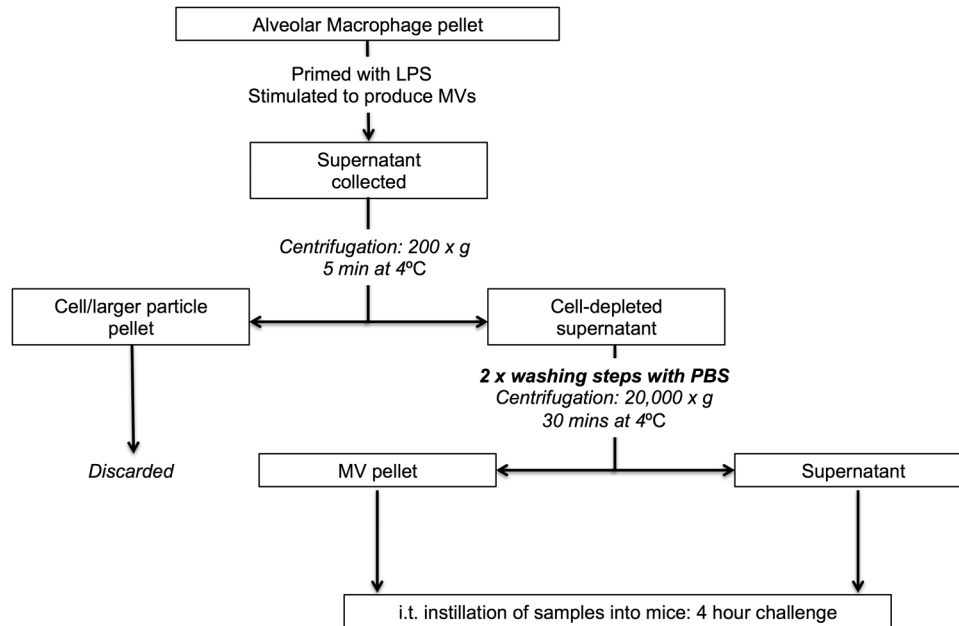 Alveolar Macrophage pellet
Primed with LPS
Stimulated to produce MVs
Supernatant
collected
Centrifugation: 200 x g
5 min at 4ºC
Cell/larger particle
pellet
Cell-depleted
supernatant
2 x washing steps with PBS
Centrifugation: 20,000 x g
30 mins at 4ºC
Discarded
MV pellet
Supernatant
i.t. instillation of samples into mice: 4 hour challenge